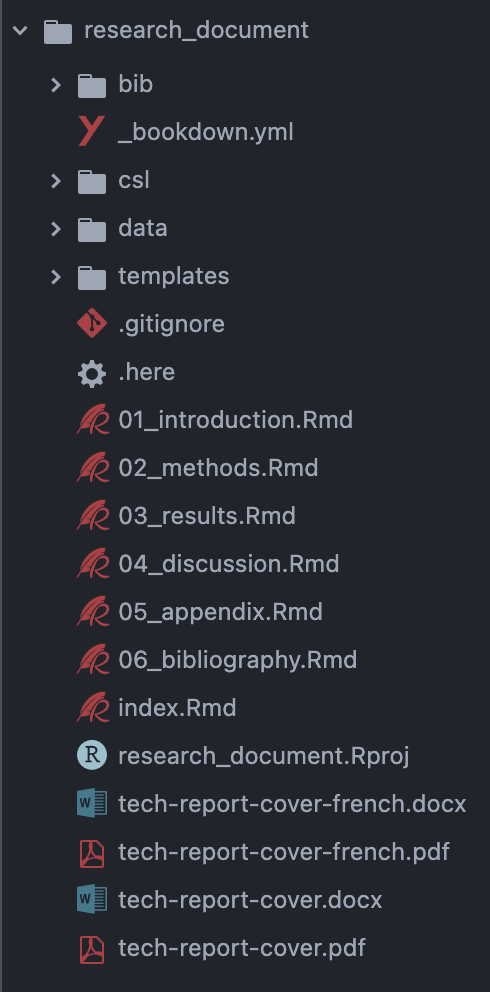 research_document
bib
_bookdown.yml
csl
data
templates
.gitignore
.here
01_introduction.Rmd
02_methods.Rmd
03_results.Rmd
04_discussion.Rmd
05_appendix.Rmd
06_bibliography.Rmd
index.Rmd
research_document.Rproj
tech-report-cover-french.docx
tech-report-cover-french.pdf
tech-report-cover.docx
tech-report-cover.pdf